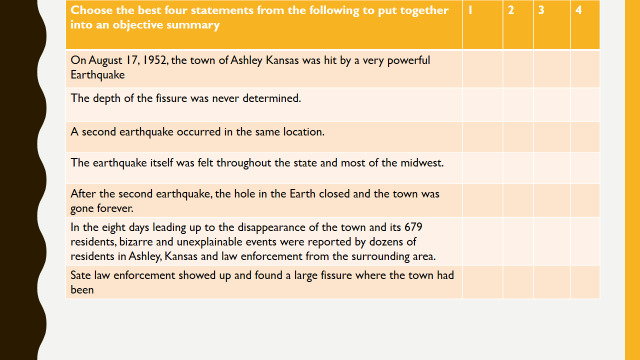 Choose the best four statements from the following to put together 1 2 3 4
into an objective summary
On August 17, 1952, the town of Ashley Kansas was hit by a very powerful
Earthquake
The depth of the fissure was never determined.
A second earthquake occurred in the same location.
The earthquake itself was felt throughout the state and most of the midwest.
After the second earthquake, the hole in the Earth closed and the town was
gone forever.
In the eight days leading up to the disappearance of the town and its 679
residents, bizarre and unexplainable events were reported by dozens of
residents in Ashley, Kansas and law enforcement from the surrounding area.
Sate law enforcement showed up and found a large fissure where the town had
been